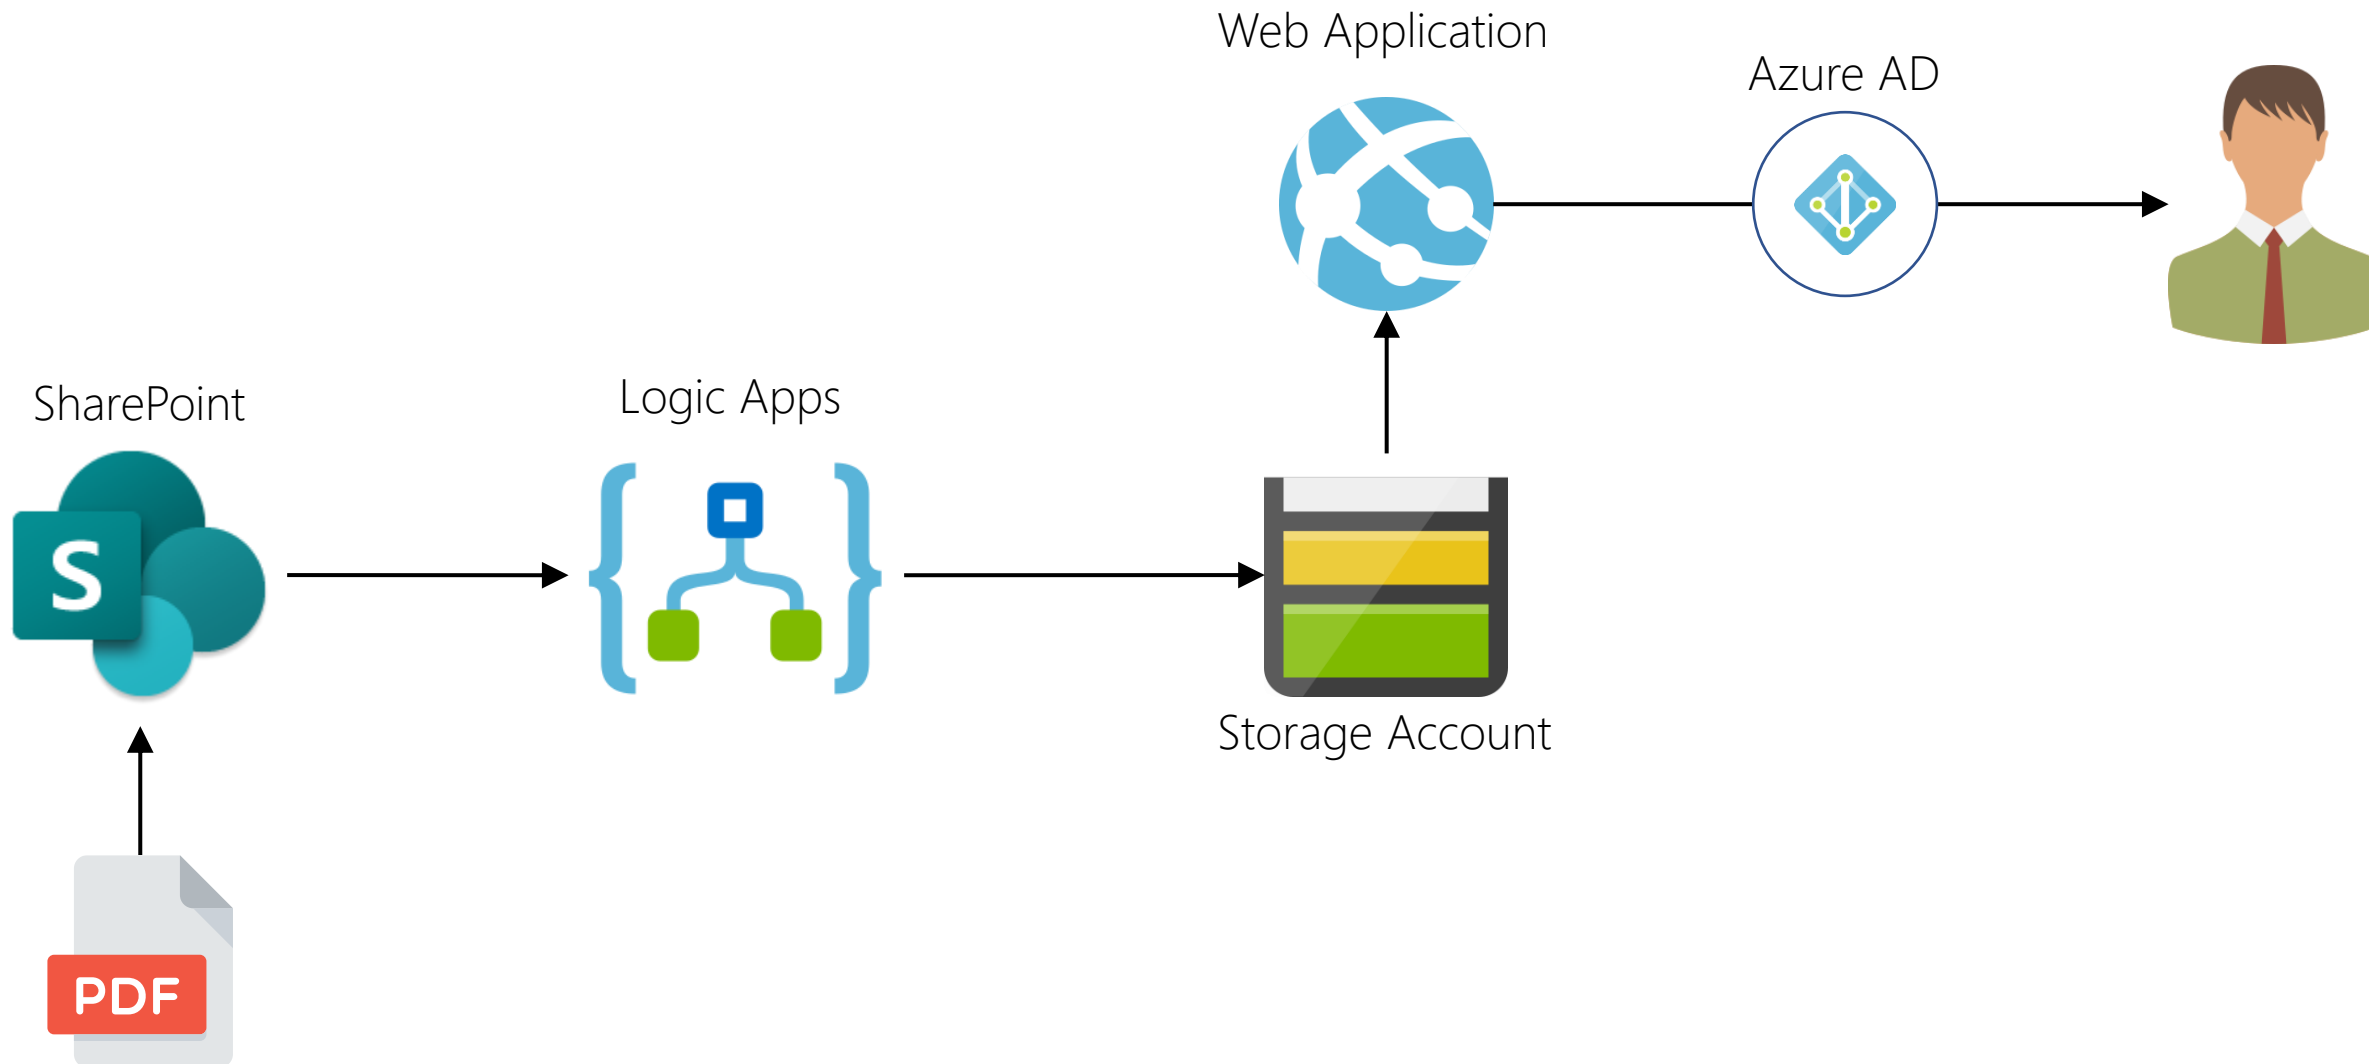 Web Application
Azure AD
SharePoint
Logic Apps
S
Storage Account
PDF